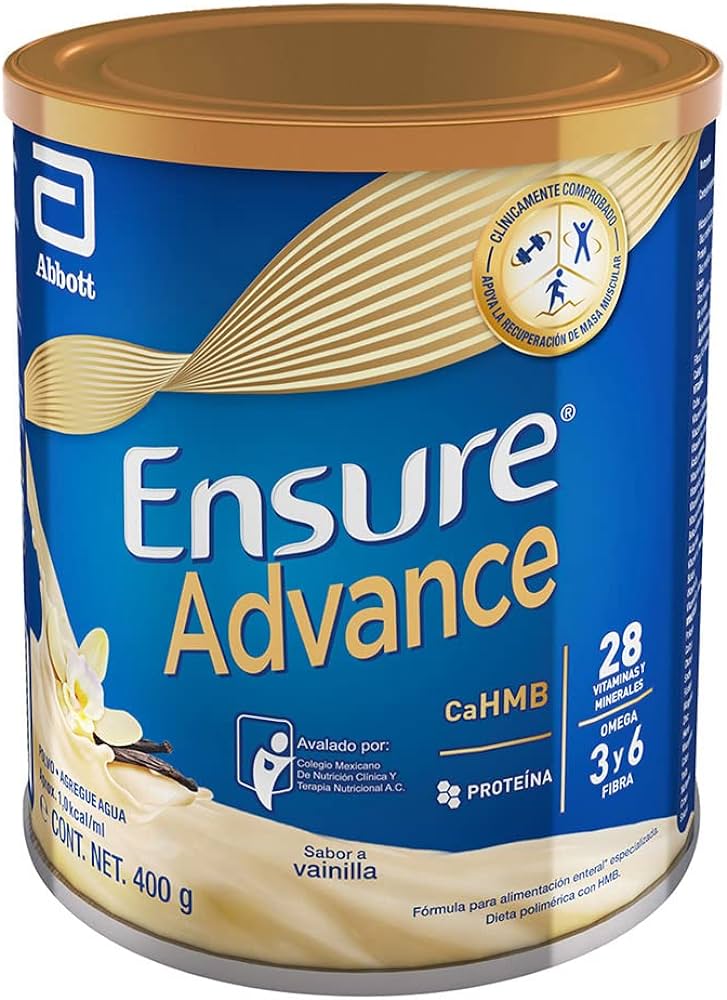 Abbott
CLÍNICAMENTE COMPROBADO
APOYA LA RECUPERACIÓN DE MASA MUSCULAR
Ensure®
Advance
CaHMB
PROTEÍNA
28
VITAMINAS Y
MINERALES
OMEGA
3 y 6
FIBRA
Avalado por:
Colegio Mexicano
De Nutrición Clínica Y
Terapia Nutricional A.C.
POLVO • AGREGUE AGUA
Aprox. 1.0kcal/ml
CONT. NET. 400 g
Sabor a
vainilla
Fórmula para alimentación enteral* especializada.
Dieta polimérica con HMB.